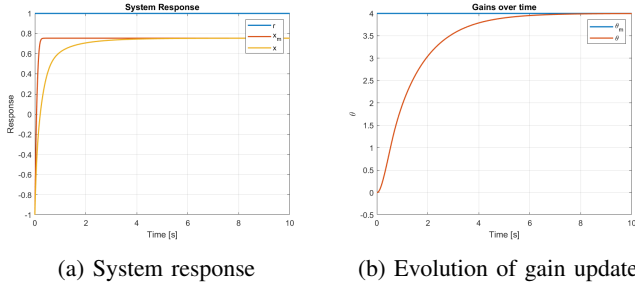 System Response
r
x_m
x
1
0.8
0.6
0.4
0.2
0
-0.2
-0.4
-0.6
-0.8
-1
Response
0 2 4 6 8 10
Time [s]
(a) System response
Gains over time
θ_m
θ
4
3.5
3
2.5
2
1.5
1
0.5
0
-0.5
θ
0 2 4 6 8 10
Time [s]
(b) Evolution of gain update